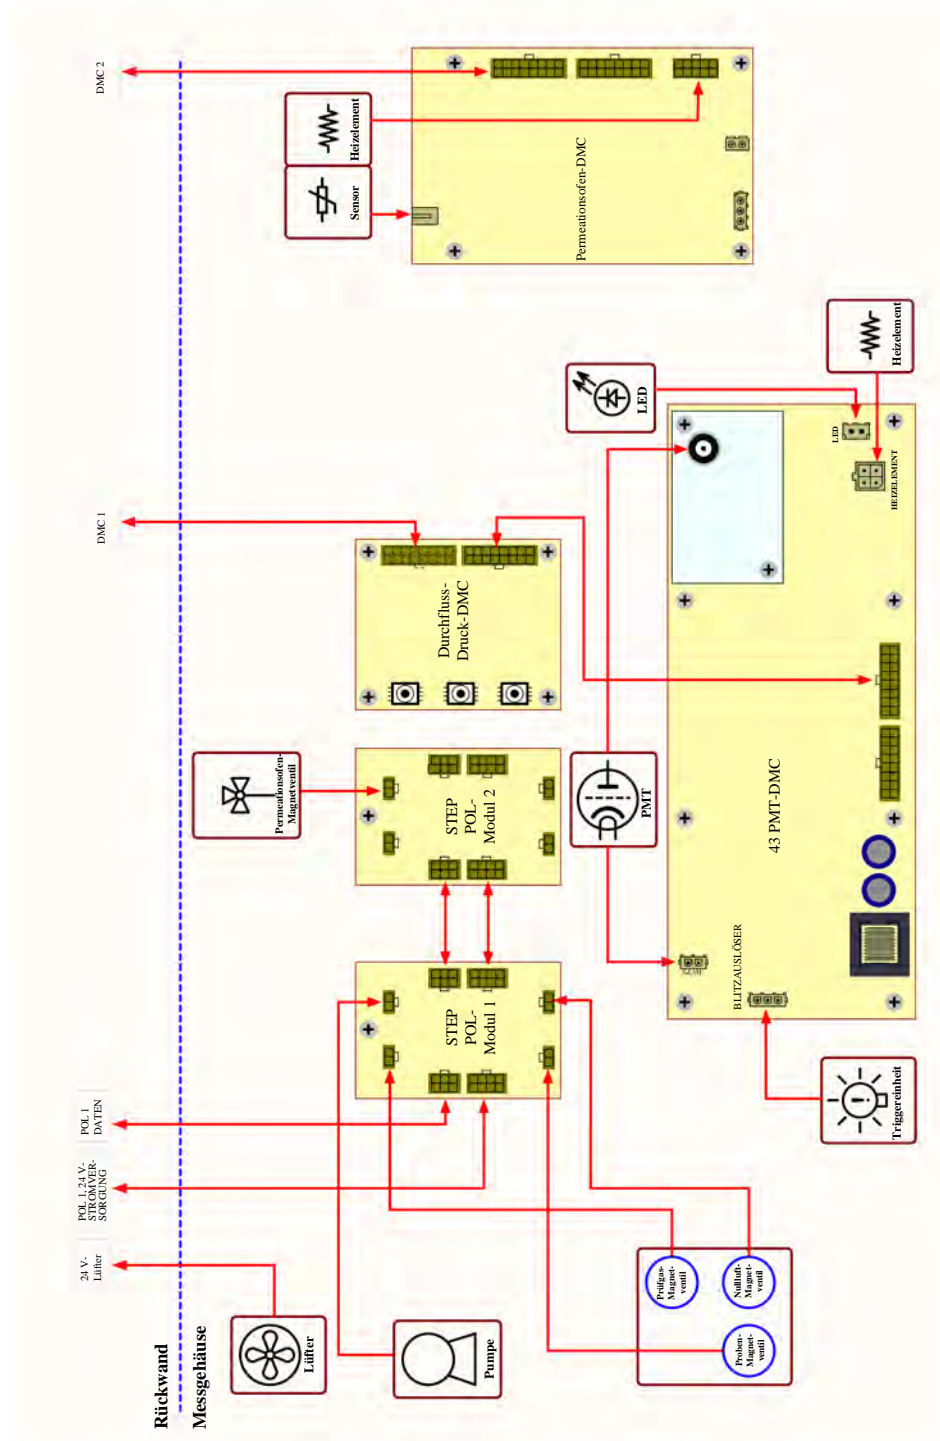 DMC 2
Heizelement
Sensor
Permeationsofen-DMC
Heizelement
LED
LED
HEIZELEMENT
DMC 1
Durchfluss-
Druck-DMC
Permeationsofen-
Magnetventil
STEP
POL-
Modul 2
PMT
43 PMT-DMC
STEP
POL-
Modul 1
BLITZAUSLÖSER
Triggereinheit
POL 1
DATEN
POL 1, 24 V-
STROMVER-
SORGUNG
24 V-
Lüfter
Prüfgas-
Magnet-
ventil
Nullluft-
Magnet-
ventil
Proben-
Magnet-
ventil
Lüfter
Pumpe
Rückwand
Messgehäuse